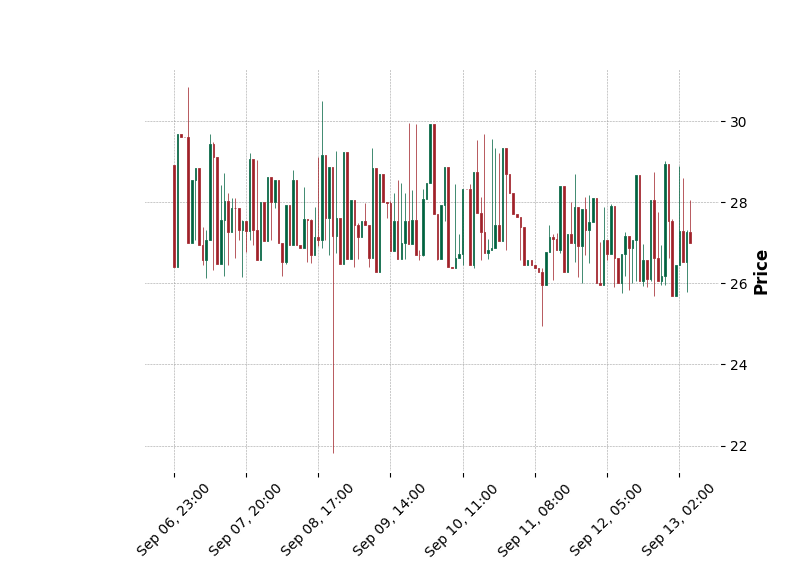 30
28
26
24
22
Price
Sep 06, 23:00
Sep 07, 20:00
Sep 08, 17:00
Sep 09, 14:00
Sep 10, 11:00
Sep 11, 08:00
Sep 12, 05:00
Sep 13, 02:00